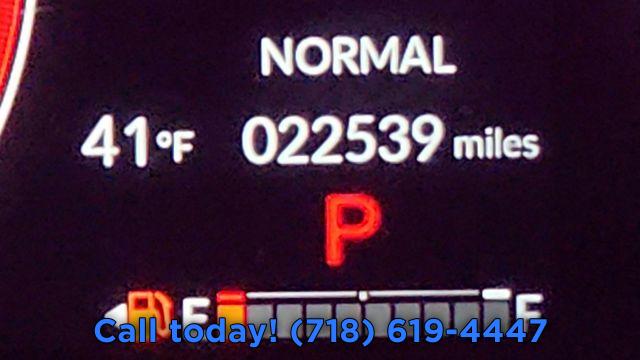 NORMAL
41°F 022539 miles
P
E F
Call today! (718) 619-4447